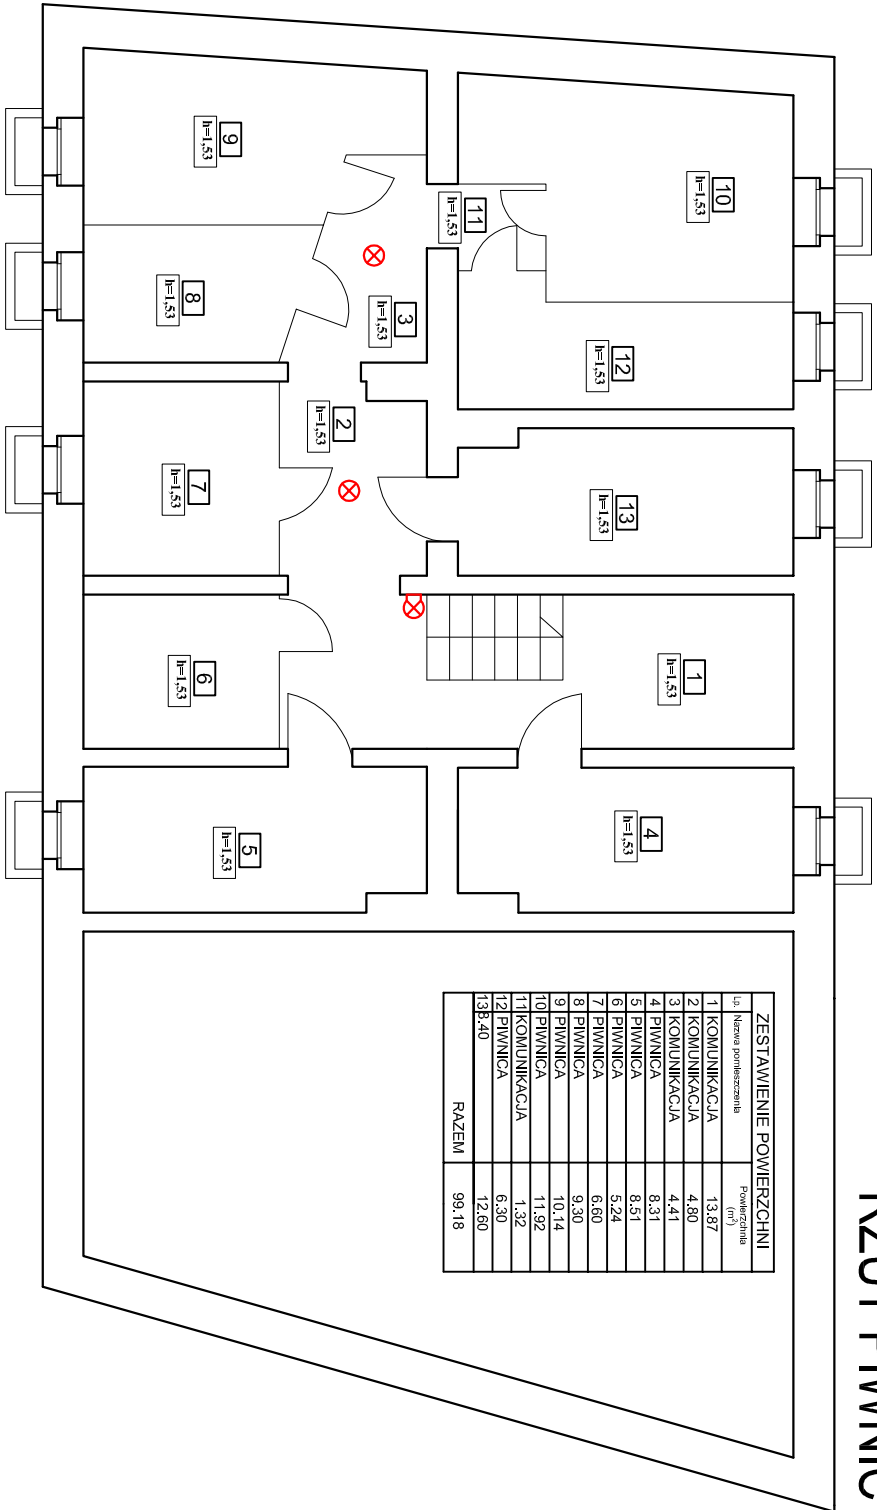 RZUT PIWNIC
9
h=1,53
8
h=1,53
7
h=1,53
6
h=1,53
5
h=1,53
3
h=1,53
2
h=1,53
11
h=1,53
10
h=1,53
12
h=1,53
13
h=1,53
1
h=1,53
4
h=1,53
ZESTAWIENIE POWIERZCHNI
Lp. Nazwa pomieszczenia Powierzchnia (m²)
1 KOMUNIKACJA 13.87
2 KOMUNIKACJA 4.80
3 KOMUNIKACJA 4.41
4 PIWNICA 8.31
5 PIWNICA 8.51
6 PIWNICA 5.24
7 PIWNICA 6.60
8 PIWNICA 9.30
9 PIWNICA 10.14
10 PIWNICA 11.92
11 KOMUNIKACJA 1.32
12 PIWNICA 6.30
13 8.40 12.60
RAZEM 99.18